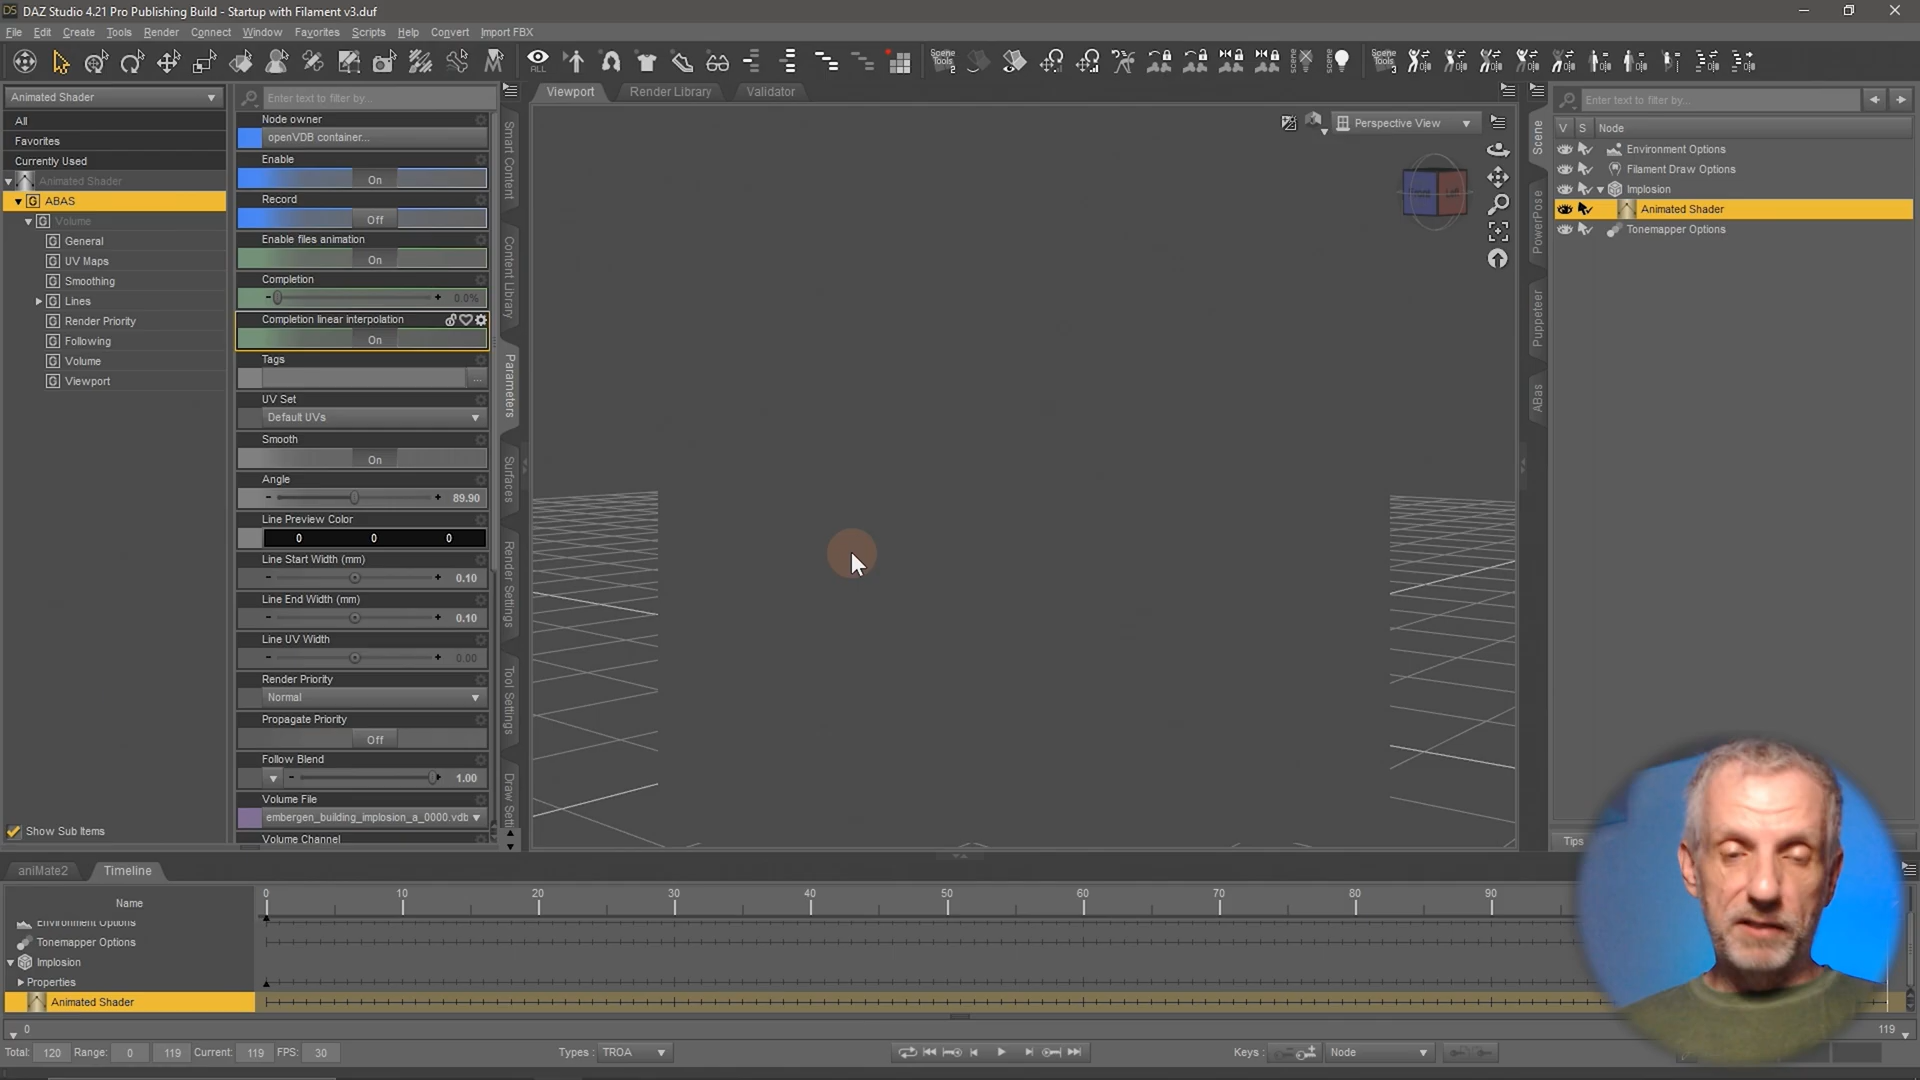 DAZ Studio 4.21 Pro Publishing Build - Startup with Filament v3.duf
File Edit Create Tools Render Connect Window Favorites Scripts Help Convert Import FBX
ALL
Scene Tools 2
Scene Tools 3
Animated Shader
All
Favorites
Currently Used
Animated Shader
ABAS
Volume
General
UV Maps
Smoothing
Lines
Render Priority
Following
Volume
Viewport
Show Sub Items
Enter text to filter by...
Node owner
openVDB container...
Enable
On
Record
Off
Enable files animation
On
Completion
0.0%
Completion linear interpolation
On
Tags
...
UV Set
Default UVs
Smooth
On
Angle
89.90
Line Preview Color
0 0 0
Line Start Width (mm)
0.10
Line End Width (mm)
0.10
Line UV Width
0.00
Render Priority
Normal
Propagate Priority
Off
Follow Blend
1.00
Volume File
embergen_building_implosion_a_0000.vdb
Volume Channel
Smart Content
Content Library
Parameters
Surfaces
Render Settings
Tool Settings
Draw Setti
Viewport Render Library Validator
Perspective View
Scene
PowerPose
Puppeteer
ABas
Enter text to filter by...
V S Node
Environment Options
Filament Draw Options
Implosion
Animated Shader
Tonemapper Options
Tips
aniMate2 Timeline
Name
0 10 20 30 40 50 60 70 80 90
Environment Options
Tonemapper Options
Implosion
Properties
Animated Shader
0
119
Total: 120 Range: 0 119 Current: 119 FPS: 30
Types : TROA
Keys : Node